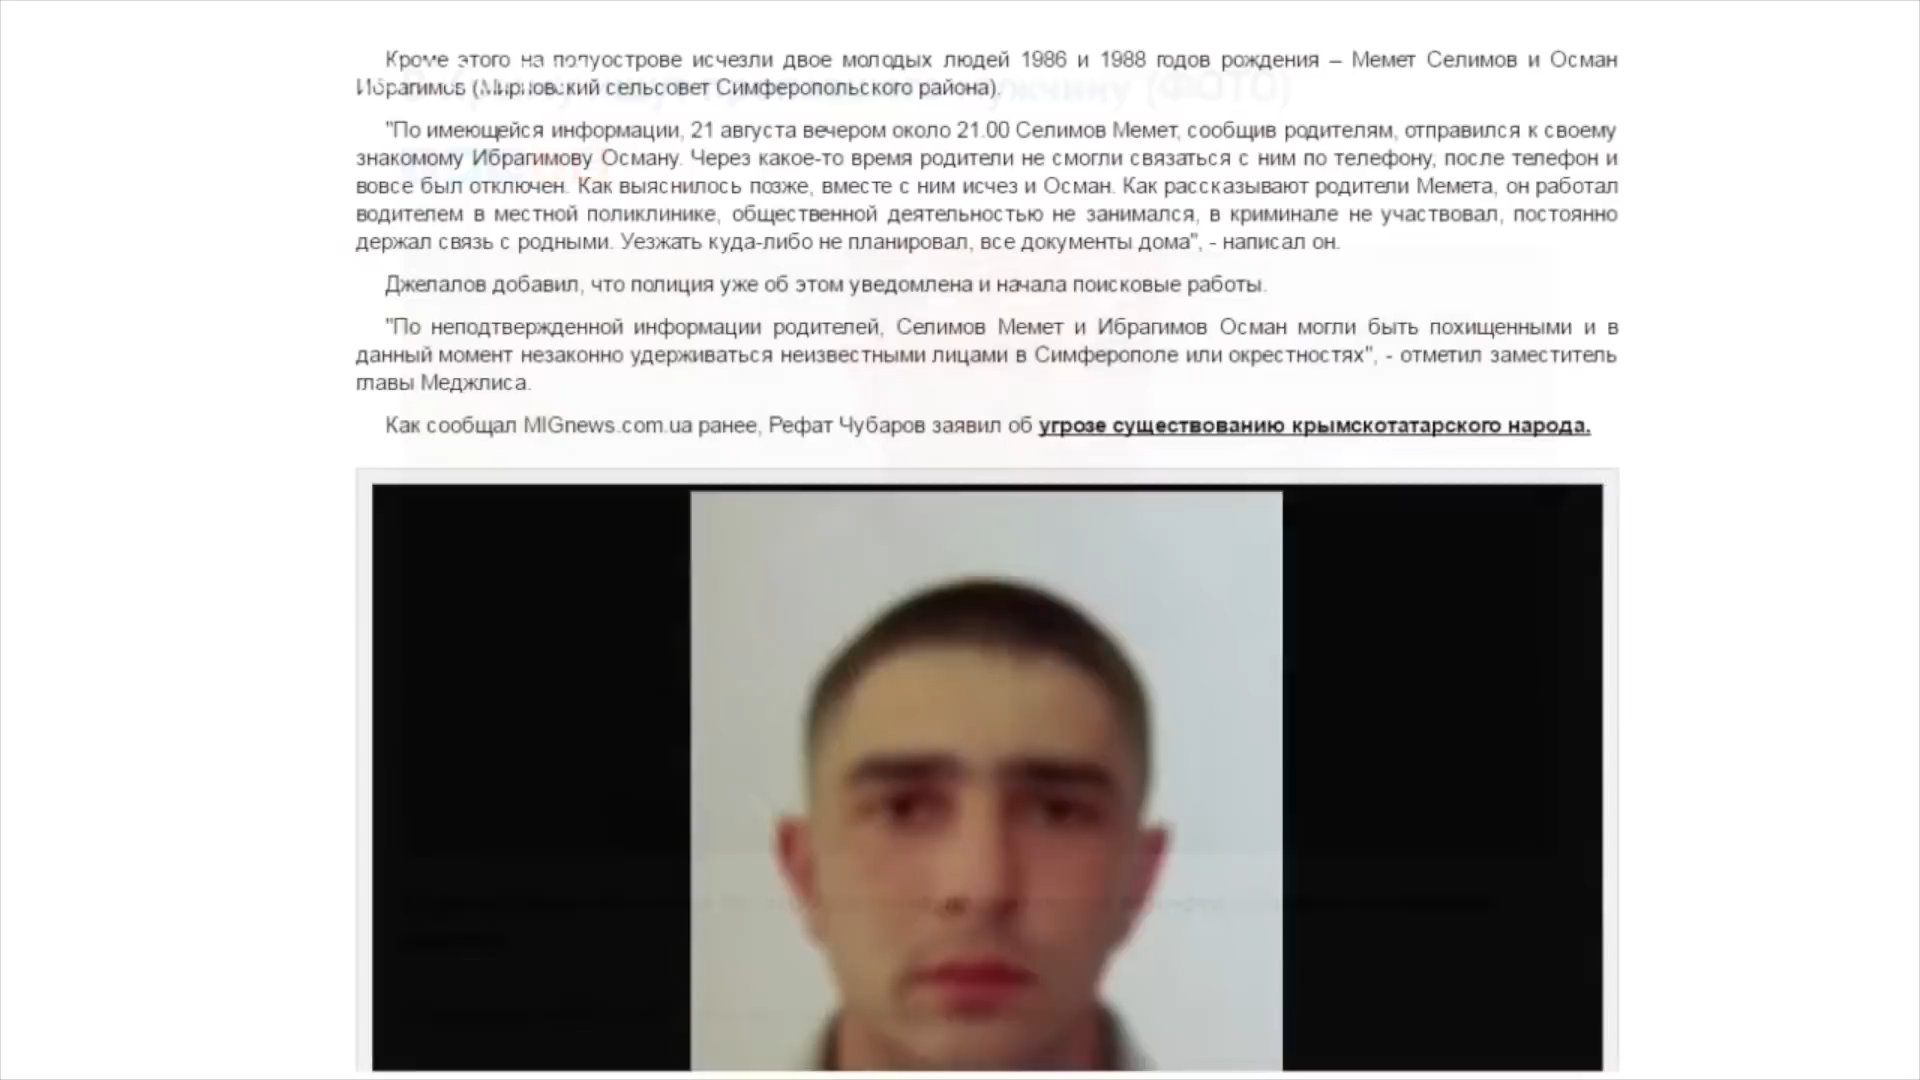 Кроме этого на полуострове исчезли двое молодых людей 1986 и 1988 годов рождения – Мемет Селимов и Осман
Ибрагимов (Мирновский сельсовет Симферопольского района).
"По имеющейся информации, 21 августа вечером около 21.00 Селимов Мемет, сообщив родителям, отправился к своему
знакомому Ибрагимову Осману. Через какое-то время родители не смогли связаться с ним по телефону, после телефон и
вовсе был отключен. Как выяснилось позже, вместе с ним исчез и Осман. Как рассказывают родители Мемета, он работал
водителем в местной поликлинике, общественной деятельностью не занимался, в криминале не участвовал, постоянно
держал связь с родными. Уезжать куда-либо не планировал, все документы дома", - написал он.
Джелалов добавил, что полиция уже об этом уведомлена и начала поисковые работы.
"По неподтвержденной информации родителей, Селимов Мемет и Ибрагимов Осман могли быть похищенными и в
данный момент незаконно удерживаться неизвестными лицами в Симферополе или окрестностях", - отметил заместитель
главы Меджлиса.
Как сообщал MIGnews.com.ua ранее, Рефат Чубаров заявил об угрозе существованию крымскотатарского народа.